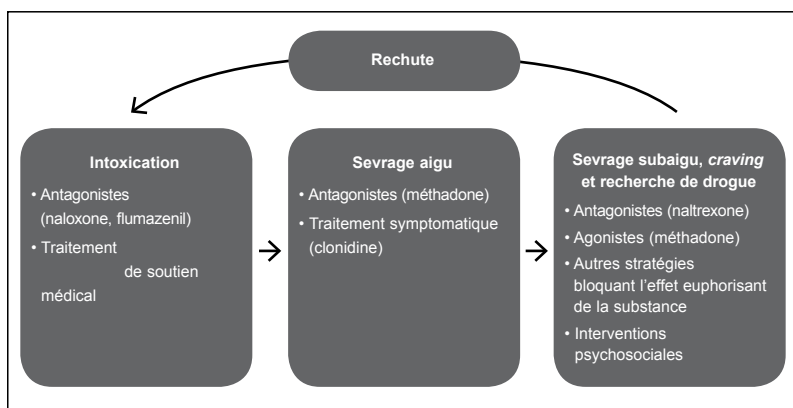 Rechute
Intoxication
• Antagonistes
(naloxone, flumazenil)
• Traitement
de soutien
médical
Sevrage aigu
• Antagonistes (méthadone)
• Traitement symptomatique
(clonidine)
Sevrage subaigu, craving
et recherche de drogue
• Antagonistes (naltrexone)
• Agonistes (méthadone)
• Autres stratégies
bloquant l’effet euphorisant
de la substance
• Interventions
psychosociales